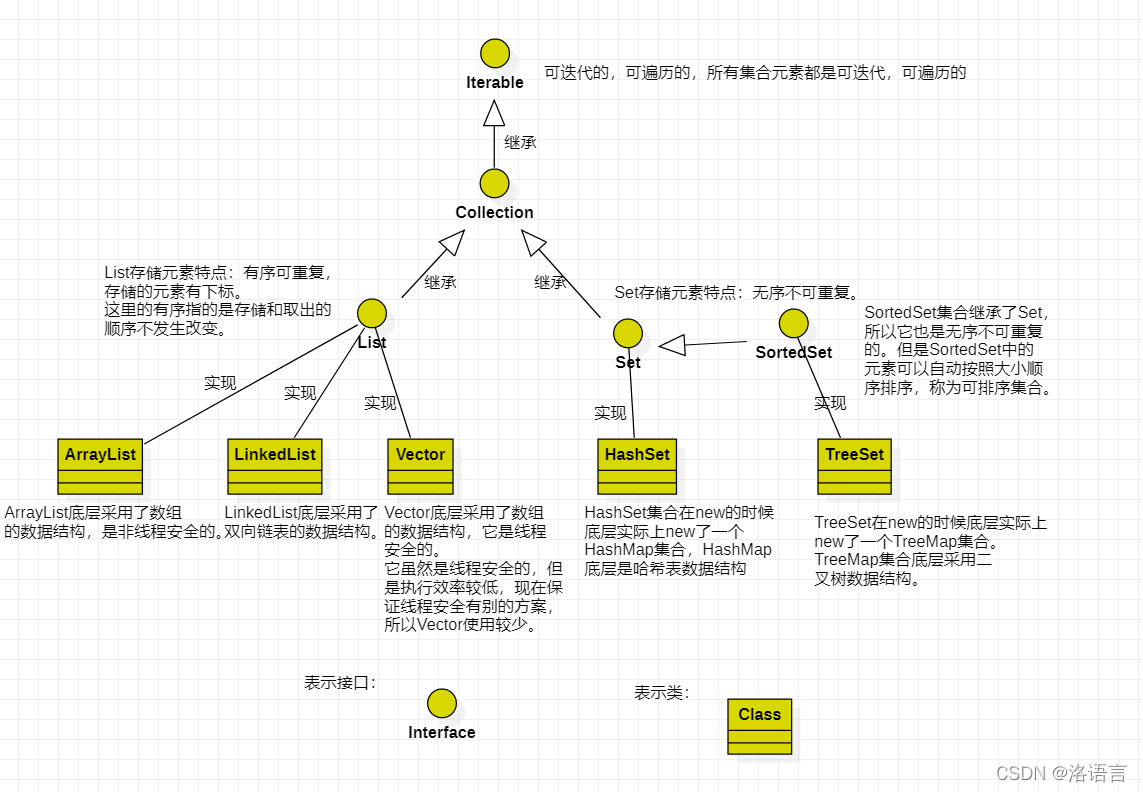 Iterable
可迭代的，可遍历的，所有集合元素都是可迭代，可遍历的
继承
Collection
List存储元素特点：有序可重复，
存储的元素有下标。
这里的有序指的是存储和取出的
顺序不发生改变。
继承
继承
List
Set存储元素特点：无序不可重复。
Set
SortedSet
SortedSet集合继承了Set，
所以它也是无序不可重复
的。但是SortedSet中的
元素可以自动按照大小顺
序排序，称为可排序集合。
实现
实现
实现
实现
实现
ArrayList
LinkedList
Vector
HashSet
TreeSet
ArrayList底层采用了数组
的数据结构，是非线程安全的。
LinkedList底层采用了
双向链表的数据结构。
Vector底层采用了数组
的数据结构，它是线程
安全的。
它虽然是线程安全的，但
是执行效率较低，现在保
证线程安全有别的方案，
所以Vector使用较少。
HashSet集合在new的时候
底层实际上new了一个
HashMap集合，HashMap
底层是哈希表数据结构
TreeSet在new的时候底层实际上
new了一个TreeMap集合。
TreeMap集合底层采用二
叉树数据结构。
表示接口：
Interface
表示类：
Class
CSDN @洛语言